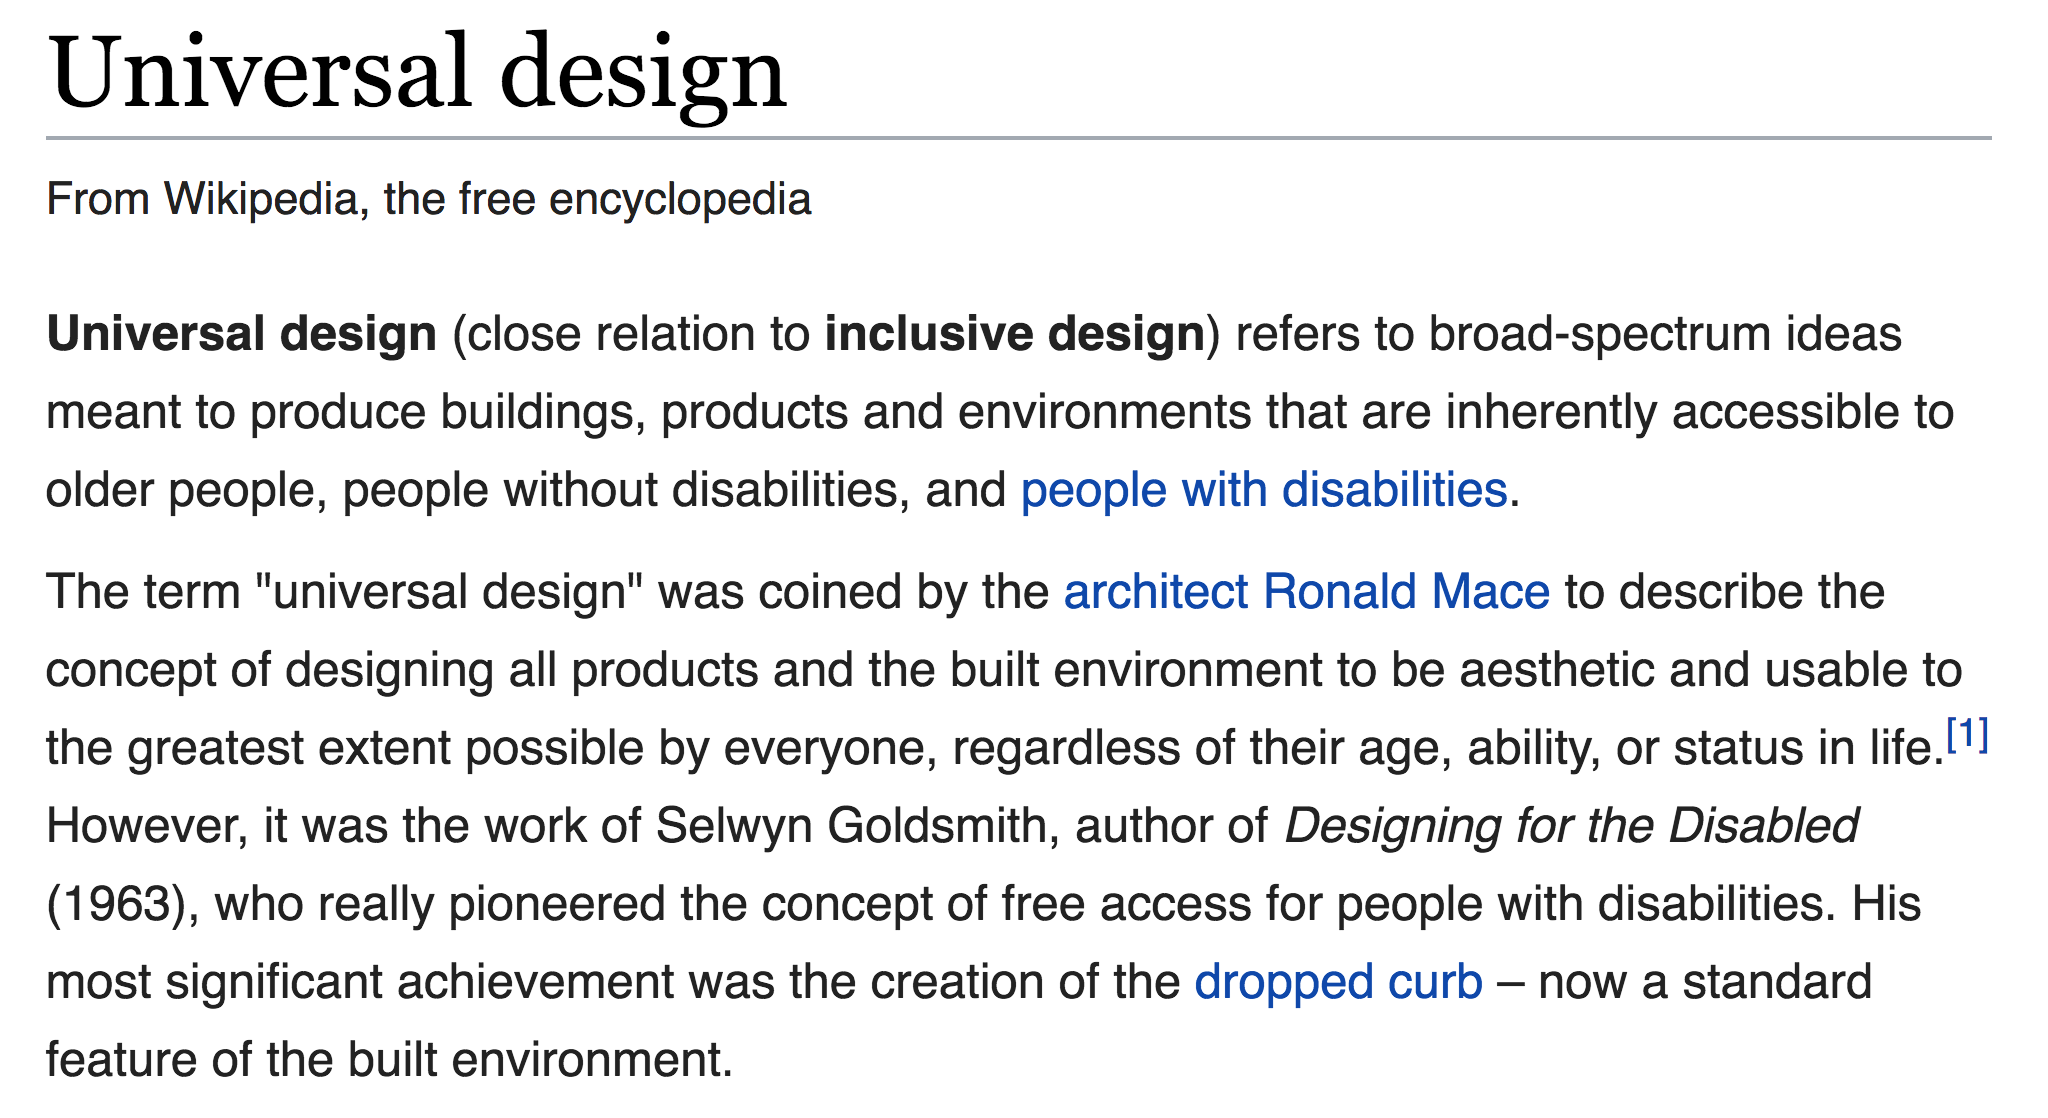 Universal design
From Wikipedia, the free encyclopedia
Universal design (close relation to inclusive design) refers to broad-spectrum ideas
meant to produce buildings, products and environments that are inherently accessible to
older people, people without disabilities, and people with disabilities.
The term "universal design" was coined by the architect Ronald Mace to describe the
concept of designing all products and the built environment to be aesthetic and usable to
the greatest extent possible by everyone, regardless of their age, ability, or status in life.[1]
However, it was the work of Selwyn Goldsmith, author of Designing for the Disabled
(1963), who really pioneered the concept of free access for people with disabilities. His
most significant achievement was the creation of the dropped curb – now a standard
feature of the built environment.